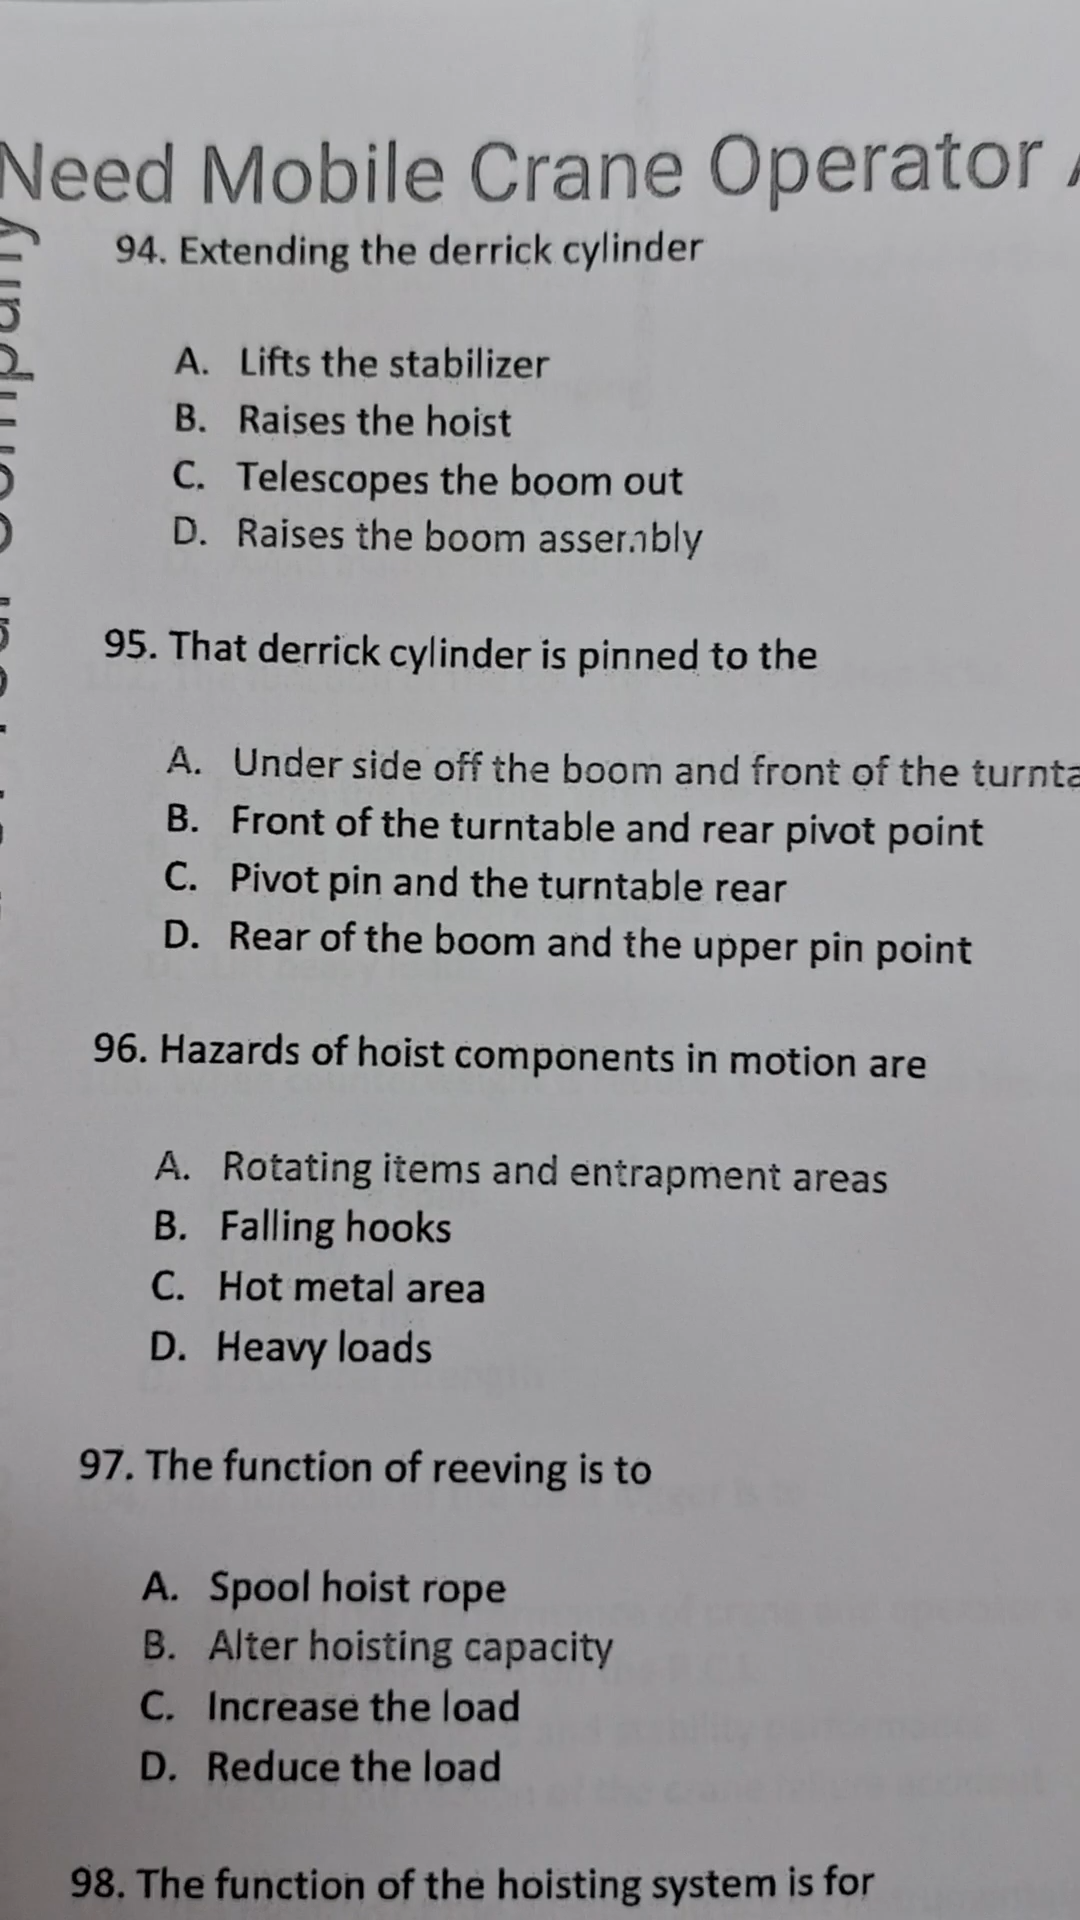 Need Mobile Crane Operator
94. Extending the derrick cylinder
A. Lifts the stabilizer
B. Raises the hoist
C. Telescopes the boom out
D. Raises the boom assembly
95. That derrick cylinder is pinned to the
A. Under side off the boom and front of the
B. Front of the turntable and rear pivot point
C. Pivot pin and the turntable rear
D. Rear of the boom and the upper pin point
96. Hazards of hoist components in motion are
A. Rotating items and entrapment areas
B. Falling hooks
C. Hot metal area
D. Heavy loads
97. The function of reeving is to
A. Spool hoist rope
B. Alter hoisting capacity
C. Increase the load
D. Reduce the load
98. The function of the hoisting system is for